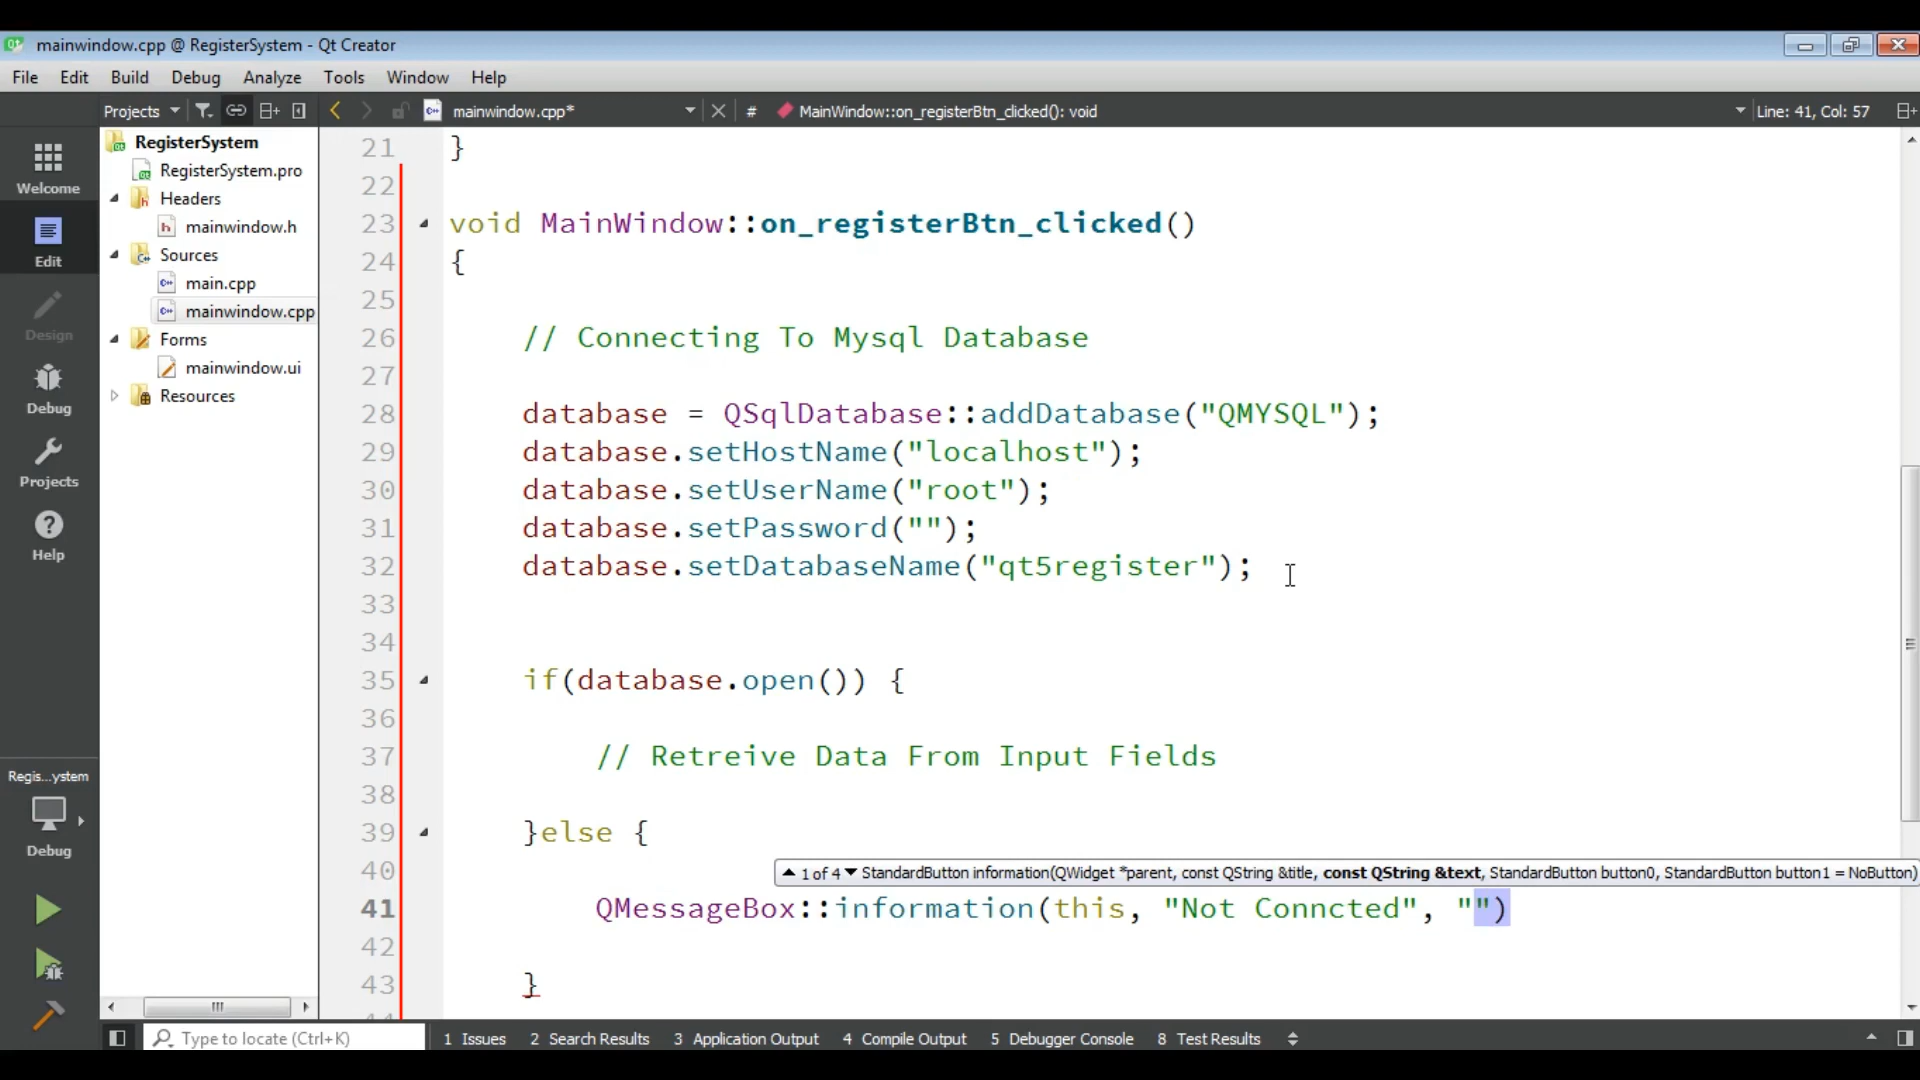 mainwindow.cpp @ RegisterSystem - Qt Creator
File Edit Build Debug Analyze Tools Window Help
Projects mainwindow.cpp* # MainWindow::on_registerBtn_clicked(): void Line: 41, Col: 57
Welcome
Edit
Design
Debug
Projects
Help
Regis...ystem
Debug
RegisterSystem
RegisterSystem.pro
Headers
mainwindow.h
Sources
main.cpp
mainwindow.cpp
Forms
mainwindow.ui
Resources
21 }
22
23 void MainWindow::on_registerBtn_clicked()
24 {
25
26 // Connecting To Mysql Database
27
28 database = QSqlDatabase::addDatabase("QMYSQL");
29 database.setHostName("localhost");
30 database.setUserName("root");
31 database.setPassword("");
32 database.setDatabaseName("qt5register");
33
34
35 if(database.open()) {
36
37 // Retreive Data From Input Fields
38
39 }else {
40
1 of 4 StandardButton information(QWidget *parent, const QString &title, const QString &text, StandardButton button0, StandardButton button1 = NoButton)
41 QMessageBox::information(this, "Not Conncted", "")
42
43 }
44
Type to locate (Ctrl+K) 1 Issues 2 Search Results 3 Application Output 4 Compile Output 5 Debugger Console 8 Test Results